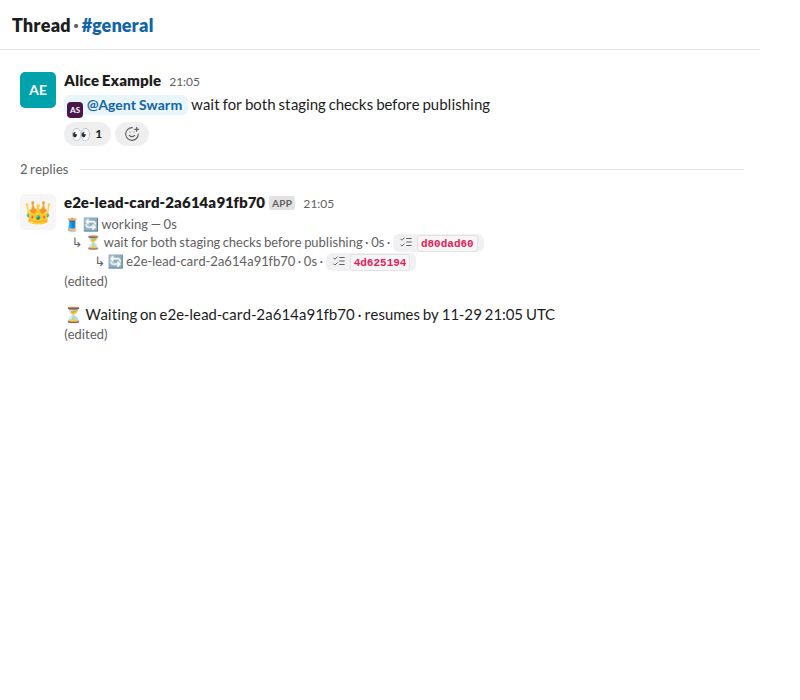 Thread · #general
AE
Alice Example 21:05
AS @Agent Swarm wait for both staging checks before publishing
1
2 replies
e2e-lead-card-2a614a91fb70 APP 21:05
working — 0s
↳ wait for both staging checks before publishing · 0s · d80dad60
↳ e2e-lead-card-2a614a91fb70 · 0s · 4d625194
(edited)
Waiting on e2e-lead-card-2a614a91fb70 · resumes by 11-29 21:05 UTC
(edited)